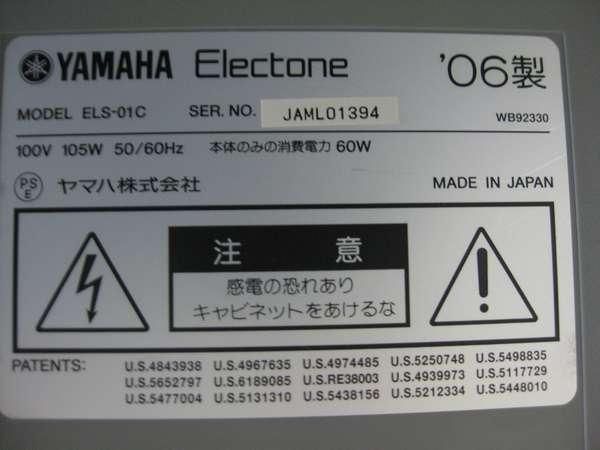 YAMAHA Electone '06製
MODEL ELS-01C SER. NO. JAML01394 WB92330
100V 105W 50/60Hz 本体のみの消費電力 60W
PS
E ヤマハ株式会社 MADE IN JAPAN
注 意
感電の恐れあり
キャビネットをあけるな
PATENTS: U.S.4843938 U.S.4967635 U.S.4974485 U.S.5250748 U.S.5498835
U.S.5652797 U.S.6189085 U.S.RE38003 U.S.4939973 U.S.5117729
U.S.5477004 U.S.5131310 U.S.5438156 U.S.5212334 U.S.5448010